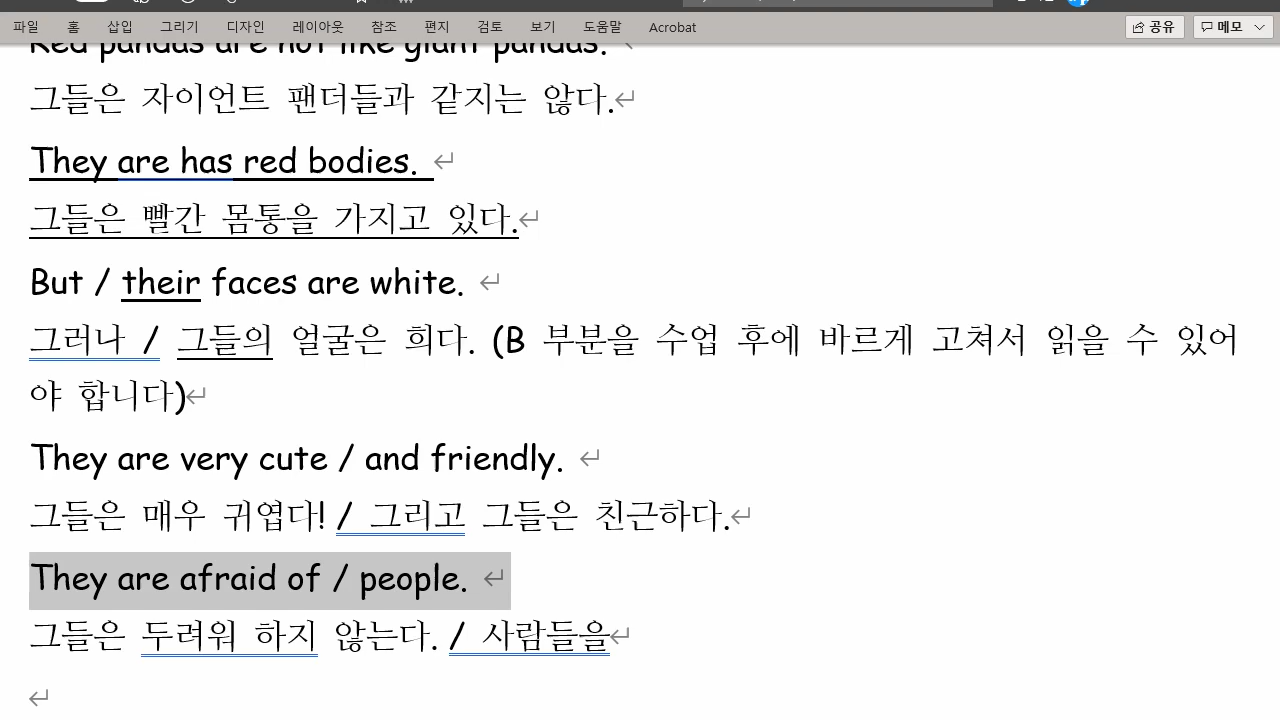 파일 홈 삽입 그리기 디자인 레이아웃 참조 편지 검토 보기 도움말 Acrobat 공유 메모
Red pandas are not like giant pandas.
그들은 자이언트 팬더들과 같지는 않다.
They are has red bodies.
그들은 빨간 몸통을 가지고 있다.
But / their faces are white.
그러나 / 그들의 얼굴은 희다. (B 부분을 수업 후에 바르게 고쳐서 읽을 수 있어
야 합니다)
They are very cute / and friendly.
그들은 매우 귀엽다! / 그리고 그들은 친근하다.
They are afraid of / people.
그들은 두려워 하지 않는다. / 사람들을